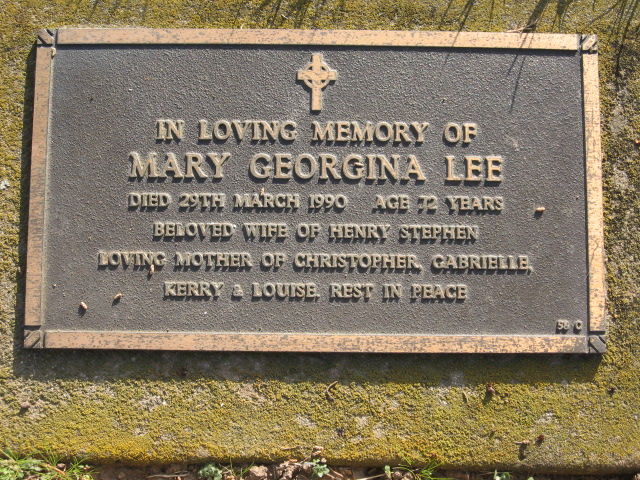 IN LOVING MEMORY OF
MARY GEORGINA LEE
DIED 29TH MARCH 1990 AGE 72 YEARS
BELOVED WIFE OF HENRY STEPHEN
LOVING MOTHER OF CHRISTOPHER, GABRIELLE,
KERRY & LOUISE. REST IN PEACE
58 C